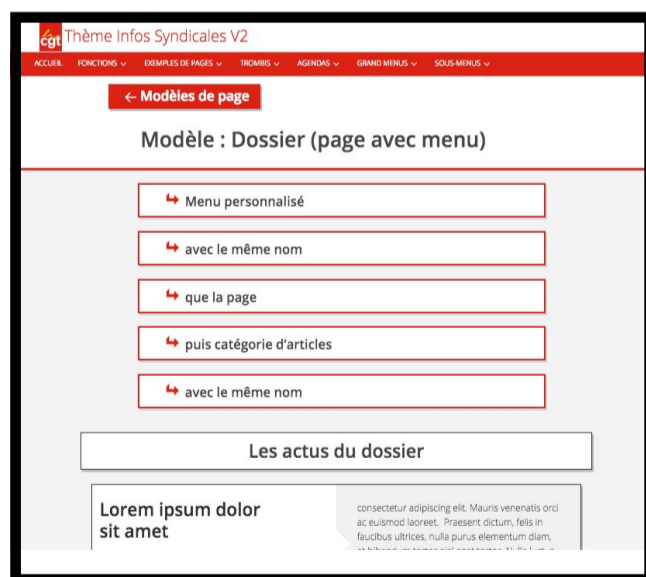 cgt Thème Infos Syndicales V2
ACCUEIL FONCTIONS EXEMPLES DE PAGES TROMBIS AGENDAS GRAND MENUS SOUS-MENUS
← Modèles de page
Modèle : Dossier (page avec menu)
Menu personnalisé
avec le même nom
que la page
puis catégorie d'articles
avec le même nom
Les actus du dossier
Lorem ipsum dolor
sit amet
consectetur adipiscing elit. Mauris venenatis orci
ac euismod laoreet. Praesent dictum, felis in
faucibus ultrices, nulla purus elementum diam,